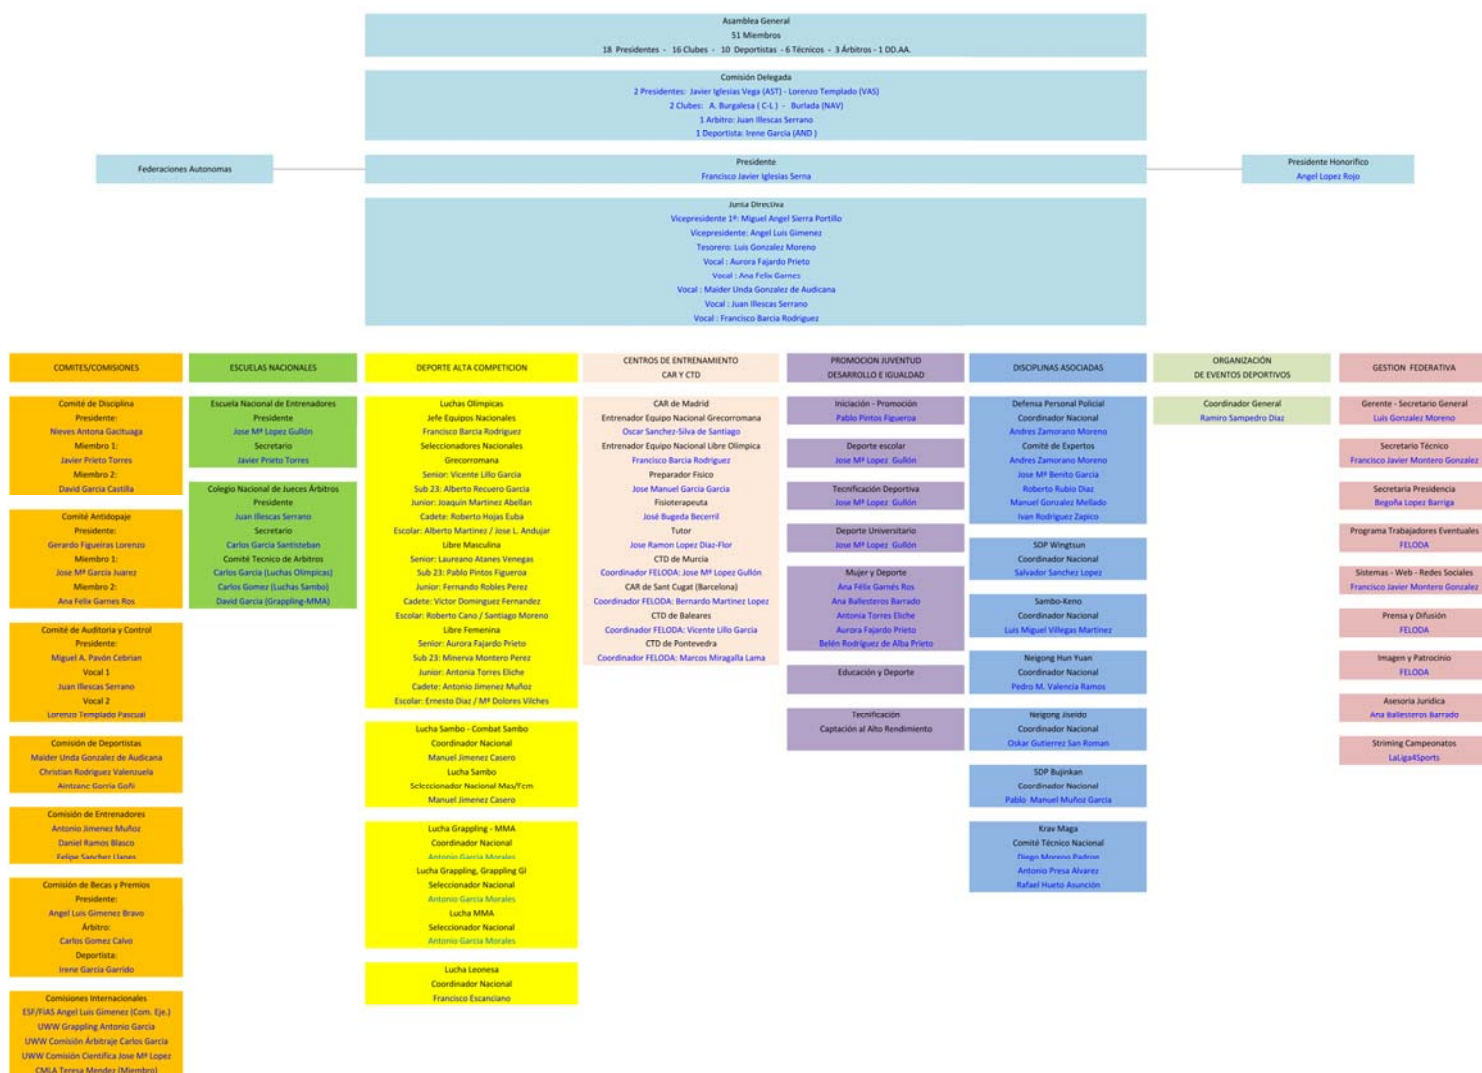 Asamblea General
51 Miembros
18 Presidentes - 16 Clubes - 10 Deportistas - 6 Técnicos - 3 Árbitros - 1 DD.AA.
Comisión Delegada
2 Presidentes: Javier Iglesias Vega (AST) - Lorenzo Templado (VAS)
2 Clubes: A. Burgalesa ( C-L ) - Burlada (NAV)
1 Arbitro: Juan Illescas Serrano
1 Deportista: Irene Garcia (AND )
Federaciones Autonomas
Presidente
Francisco Javier Iglesias Serna
Presidente Honorífico
Angel Lopez Rojo
Junta Directiva
Vicepresidente 1º: Miguel Angel Sierra Portillo
Vicepresidente: Angel Luis Gimenez
Tesorero: Luis Gonzalez Moreno
Vocal : Aurora Fajardo Prieto
Vocal : Ana Felix Garnes
Vocal : Maider Unda Gonzalez de Audicana
Vocal : Juan Illescas Serrano
Vocal : Francisco Barcia Rodriguez
COMITES/COMISIONES
Comité de Disciplina
Presidente:
Nieves Antona Gacituaga
Miembro 1:
Javier Prieto Torres
Miembro 2:
David Garcia Castilla
Comité Antidopaje
Presidente:
Gerardo Figueiras Lorenzo
Miembro 1:
Jose Mª Garcia Juarez
Miembro 2:
Ana Felix Garnes Ros
Comité de Auditoria y Control
Presidente:
Miguel A. Pavón Cebrian
Vocal 1
Juan Illescas Serrano
Vocal 2
Lorenzo Templado Pascual
Comisión de Deportistas
Maider Unda Gonzalez de Audicana
Christian Rodriguez Valenzuela
Aintzane Gorria Goñi
Comisión de Entrenadores
Antonio Jimenez Muñoz
Daniel Ramos Blasco
Felipe Sanchez Llanes
Comisión de Becas y Premios
Presidente:
Angel Luis Gimenez Bravo
Árbitro:
Carlos Gomez Calvo
Deportista:
Irene García Garrido
Comisiones Internacionales
ESF/FIAS Angel Luis Gimenez (Com. Eje.)
UWW Grappling Antonio Garcia
UWW Comisión Árbitraje Carlos Garcia
UWW Comisión Científica Jose Mª Lopez
CMLA Teresa Mendez (Miembro)
ESCUELAS NACIONALES
Escuela Nacional de Entrenadores
Presidente
Jose Mª Lopez Gullón
Secretario
Javier Prieto Torres
Colegio Nacional de Jueces Árbitros
Presidente
Juan Illescas Serrano
Secretario
Carlos Garcia Santisteban
Comité Tecnico de Arbitros
Carlos Garcia (Luchas Olimpicas)
Carlos Gomez (Luchas Sambo)
David Garcia (Grappling-MMA)
DEPORTE ALTA COMPETICION
Luchas Olimpicas
Jefe Equipos Nacionales
Francisco Barcia Rodriguez
Seleccionadores Nacionales
Grecorromana
Senior: Vicente Lillo Garcia
Sub 23: Alberto Recuero Garcia
Junior: Joaquin Martinez Abellan
Cadete: Roberto Hojas Euba
Escolar: Alberto Martinez / Jose L. Andujar
Libre Masculina
Senior: Laureano Atanes Venegas
Sub 23: Pablo Pintos Figueroa
Junior: Fernando Robles Perez
Cadete: Victor Dominguez Fernandez
Escolar: Roberto Cano / Santiago Moreno
Libre Femenina
Senior: Aurora Fajardo Prieto
Sub 23: Minerva Montero Perez
Junior: Antonia Torres Eliche
Cadete: Antonio Jimenez Muñoz
Escolar: Ernesto Diaz / Mª Dolores Vilches
Lucha Sambo - Combat Sambo
Coordinador Nacional
Manuel Jimenez Casero
Lucha Sambo
Seleccionador Nacional Mas/Fem
Manuel Jimenez Casero
Lucha Grappling - MMA
Coordinador Nacional
Antonio Garcia Morales
Lucha Grappling, Grappling GI
Seleccionador Nacional
Antonio Garcia Morales
Lucha MMA
Seleccionador Nacional
Antonio Garcia Morales
Lucha Leonesa
Coordinador Nacional
Francisco Escanciano
CENTROS DE ENTRENAMIENTO
CAR Y CTD
CAR de Madrid
Entrenador Equipo Nacional Grecorromana
Oscar Sanchez-Silva de Santiago
Entrenador Equipo Nacional Libre Olimpica
Francisco Barcia Rodriguez
Preparador Fisico
Jose Manuel Garcia Garcia
Fisioterapeuta
José Bugeda Becerril
Tutor
Jose Ramon Lopez Diaz-Flor
CTD de Murcia
Coordinador FELODA: Jose Mª Lopez Gullón
CAR de Sant Cugat (Barcelona)
Coordinador FELODA: Bernardo Martinez Lopez
CTD de Baleares
Coordinador FELODA: Vicente Lillo Garcia
CTD de Pontevedra
Coordinador FELODA: Marcos Miragalla Lama
PROMOCION JUVENTUD
DESARROLLO E IGUALDAD
Iniciación - Promoción
Pablo Pintos Figueroa
Deporte escolar
Jose Mª Lopez Gullón
Tecnificación Deportiva
Jose Mª Lopez Gullón
Deporte Universitario
Jose Mª Lopez Gullón
Mujer y Deporte
Ana Félix Garnés Ros
Ana Ballesteros Barrado
Antonia Torres Eliche
Aurora Fajardo Prieto
Belén Rodríguez de Alba Prieto
Educación y Deporte
Tecnificación
Captación al Alto Rendimiento
DISCIPLINAS ASOCIADAS
Defensa Personal Policial
Coordinador Nacional
Andres Zamorano Moreno
Comité de Expertos
Andres Zamorano Moreno
Jose Mª Benito Garcia
Roberto Rubio Diaz
Manuel Gonzalez Mellado
Ivan Rodriguez Zapico
SDP Wingtsun
Coordinador Nacional
Salvador Sanchez Lopez
Sambo-Keno
Coordinador Nacional
Luis Miguel Villegas Martinez
Neigong Hun Yuan
Coordinador Nacional
Pedro M. Valencia Ramos
Neigong Jiseido
Coordinador Nacional
Oskar Gutierrez San Roman
SDP Bujinkan
Coordinador Nacional
Pablo Manuel Muñoz Garcia
Krav Maga
Comité Técnico Nacional
Diego Moreno Padron
Antonio Presa Alvarez
Rafael Hueto Asunción
ORGANIZACIÓN
DE EVENTOS DEPORTIVOS
Coordinador General
Ramiro Sampedro Diaz
GESTION FEDERATIVA
Gerente - Secretario General
Luis Gonzalez Moreno
Secretario Técnico
Francisco Javier Montero Gonzalez
Secretaria Presidencia
Begoña Lopez Barriga
Programa Trabajadores Eventuales
FELODA
Sistemas - Web - Redes Sociales
Francisco Javier Montero Gonzalez
Prensa y Difusión
FELODA
Imagen y Patrocinio
FELODA
Asesoria Juridica
Ana Ballesteros Barrado
Striming Campeonatos
LaLiga4Sports